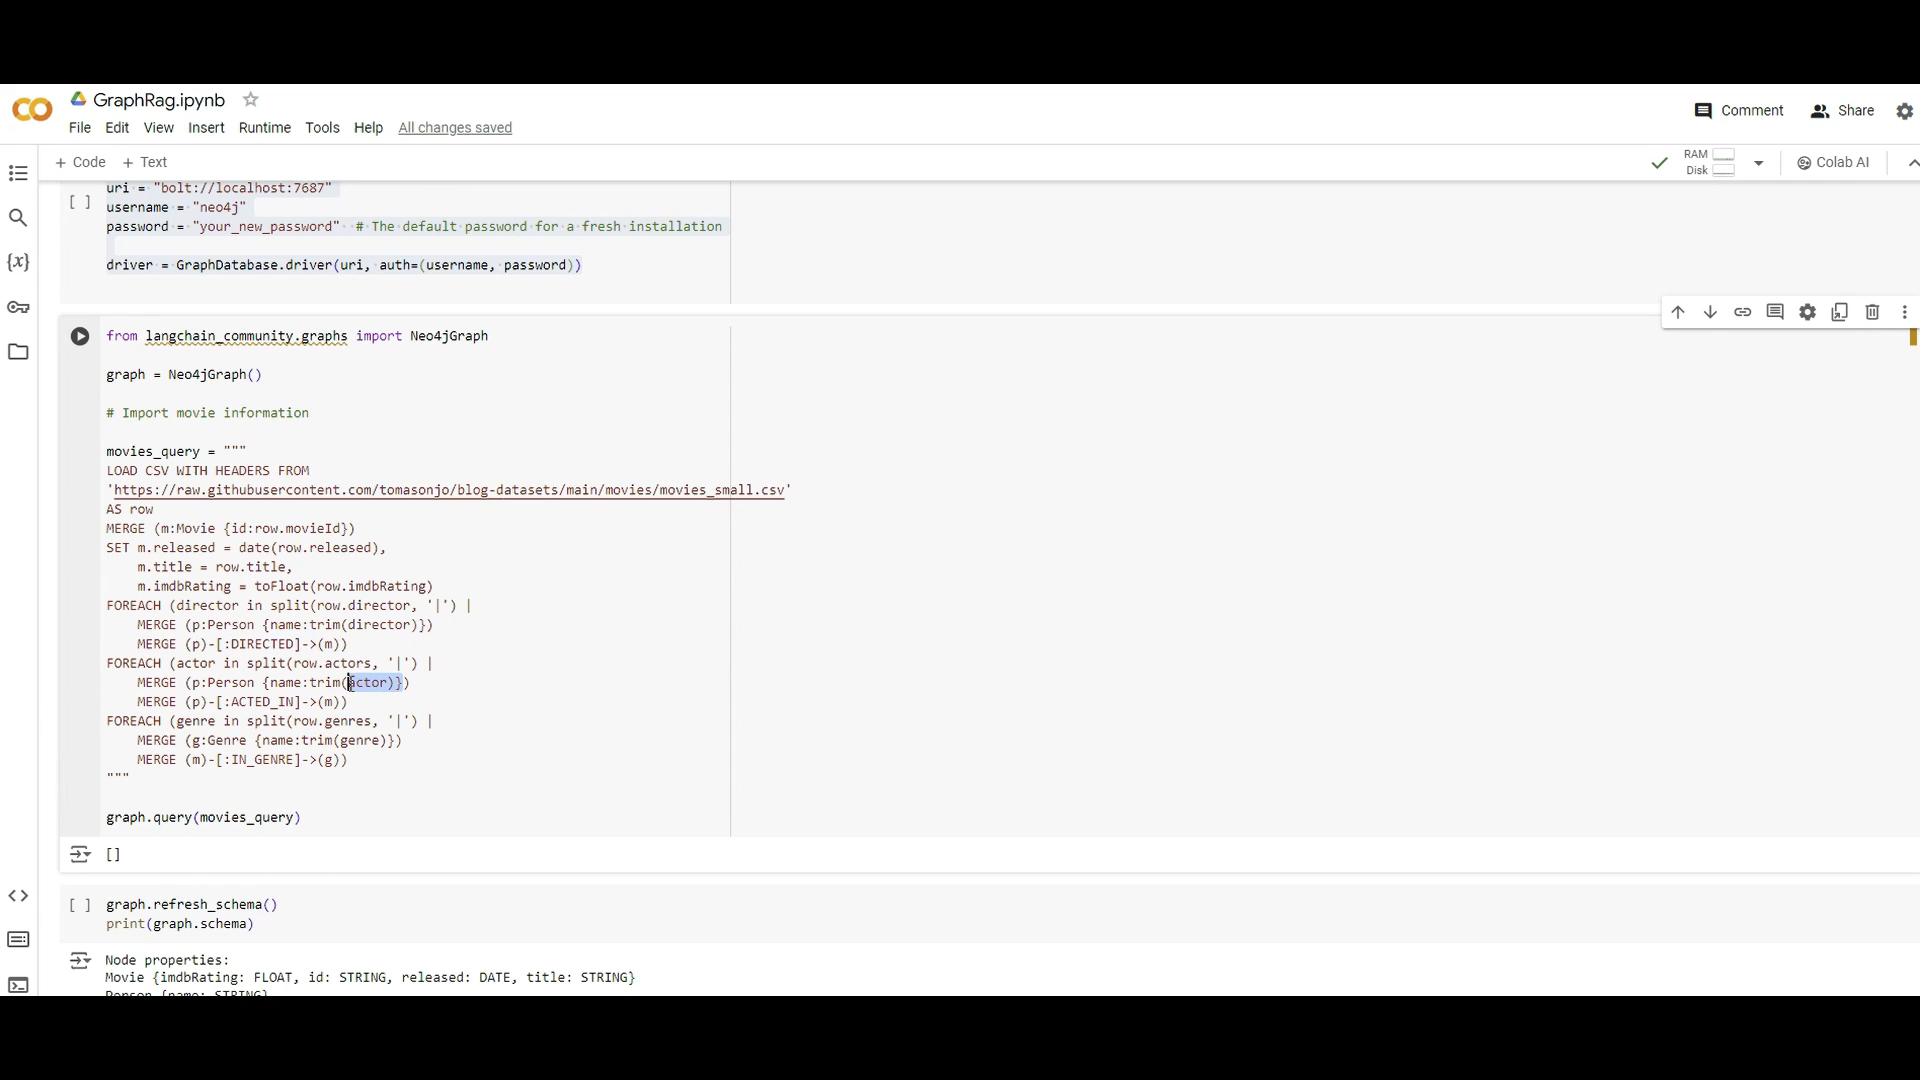 GraphRag.ipynb
File Edit View Insert Runtime Tools Help All changes saved
Comment Share
+ Code + Text
RAM
Disk
Colab AI
uri = "bolt://localhost:7687"
[ ]
username = "neo4j"
password = "your_new_password"  # The default password for a fresh installation
driver = GraphDatabase.driver(uri, auth=(username, password))
from langchain_community.graphs import Neo4jGraph
graph = Neo4jGraph()
# Import movie information
movies_query = """
LOAD CSV WITH HEADERS FROM
'https://raw.githubusercontent.com/tomasonjo/blog-datasets/main/movies/movies_small.csv'
AS row
MERGE (m:Movie {id:row.movieId})
SET m.released = date(row.released),
    m.title = row.title,
    m.imdbRating = toFloat(row.imdbRating)
FOREACH (director in split(row.director, '|') |
    MERGE (p:Person {name:trim(director)})
    MERGE (p)-[:DIRECTED]->(m))
FOREACH (actor in split(row.actors, '|') |
    MERGE (p:Person {name:trim(actor)})
    MERGE (p)-[:ACTED_IN]->(m))
FOREACH (genre in split(row.genres, '|') |
    MERGE (g:Genre {name:trim(genre)})
    MERGE (m)-[:IN_GENRE]->(g))
"""
graph.query(movies_query)
[]
[ ] graph.refresh_schema()
print(graph.schema)
Node properties:
Movie {imdbRating: FLOAT, id: STRING, released: DATE, title: STRING}
Person {name: STRING}